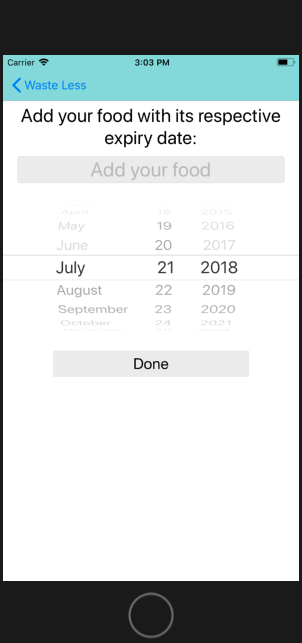 Carrier 3:03 PM
Waste Less
Add your food with its respective
expiry date:
Add your food
April 18 2015
May 19 2016
June 20 2017
July 21 2018
August 22 2019
September 23 2020
October 24 2021
Done